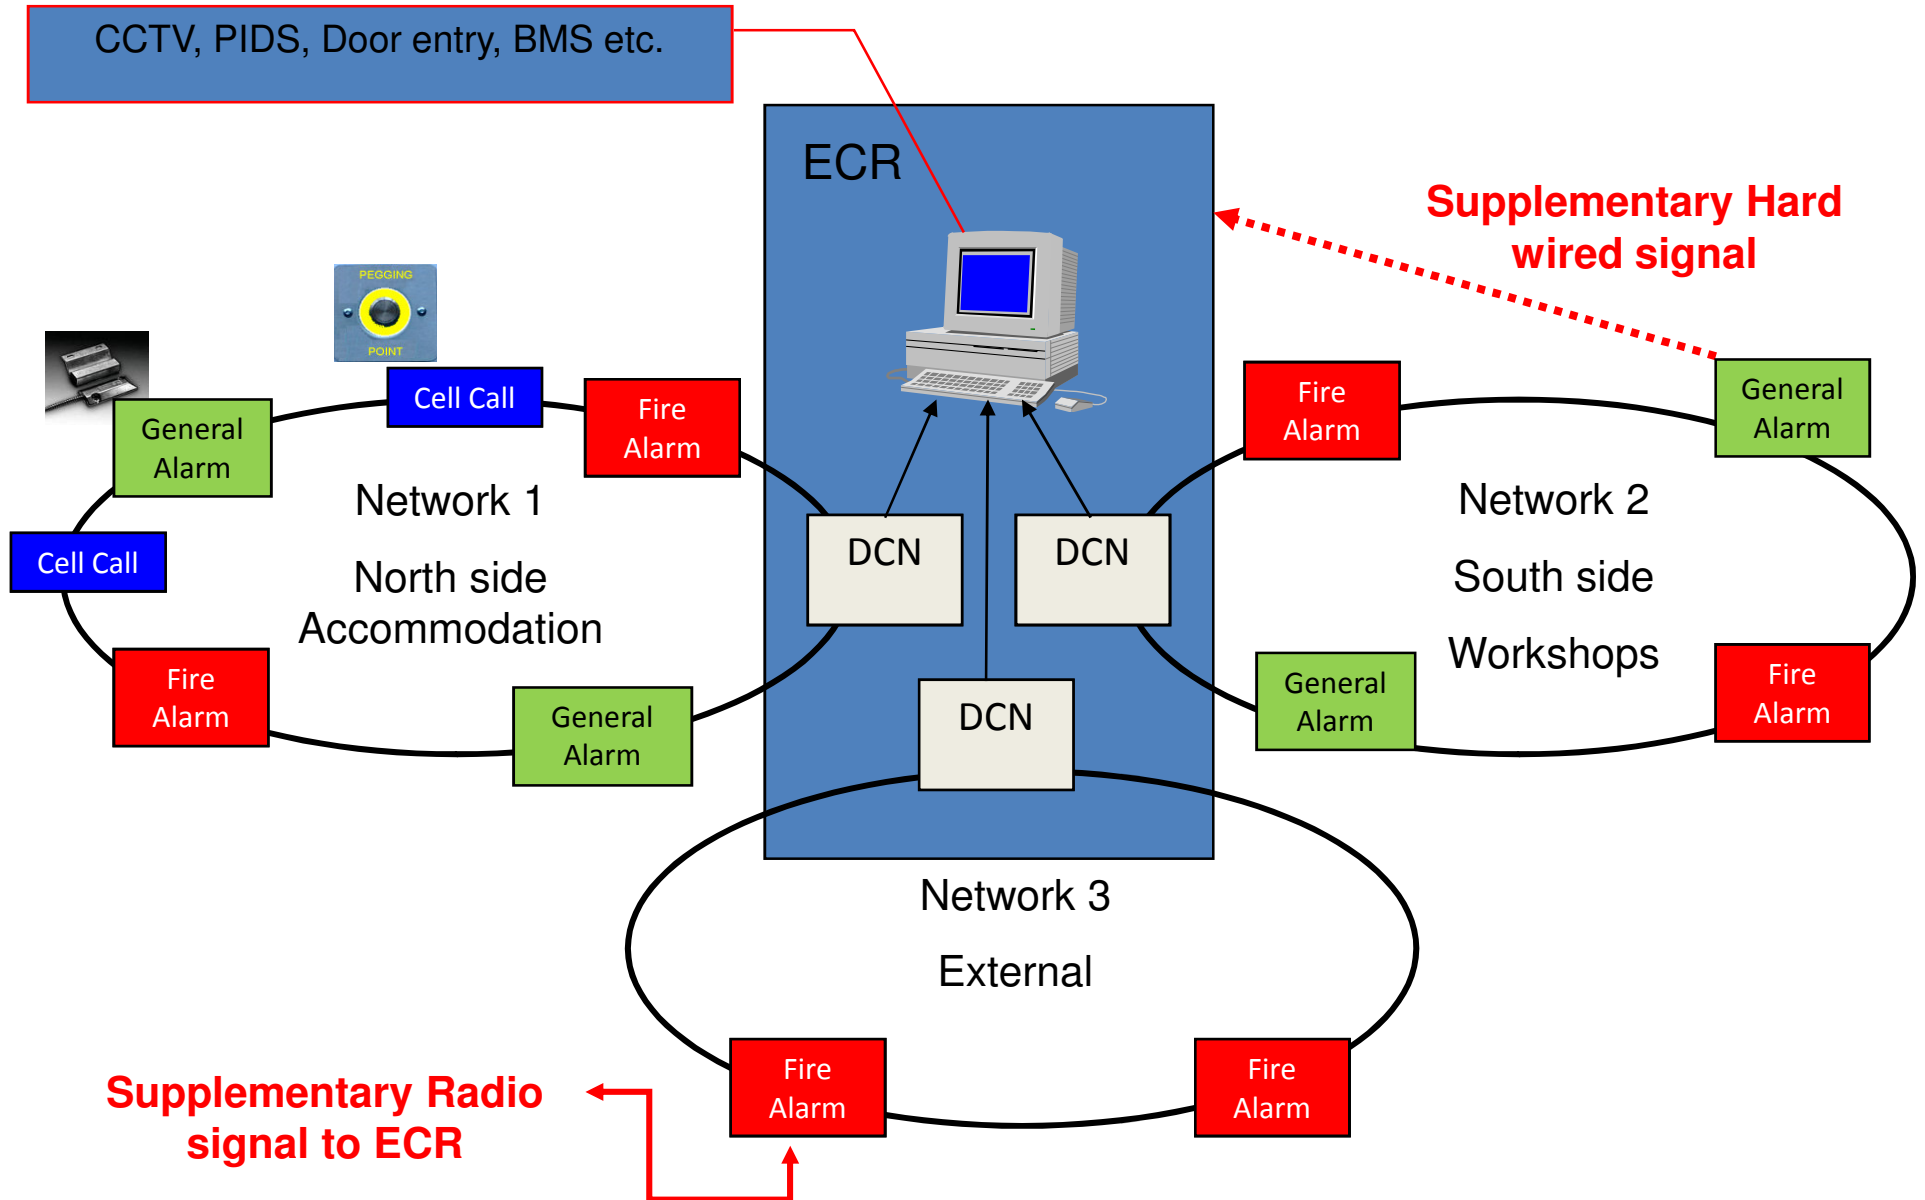 CCTV, PIDS, Door entry, BMS etc.
ECR
Supplementary Hard
wired signal
PEGGING
POINT
Cell Call
Fire
Alarm
General
Alarm
Network 1
North side
Accommodation
Cell Call
Fire
Alarm
General
Alarm
DCN
DCN
DCN
Fire
Alarm
General
Alarm
Network 2
South side
Workshops
General
Alarm
Fire
Alarm
Network 3
External
Fire
Alarm
Fire
Alarm
Supplementary Radio
signal to ECR